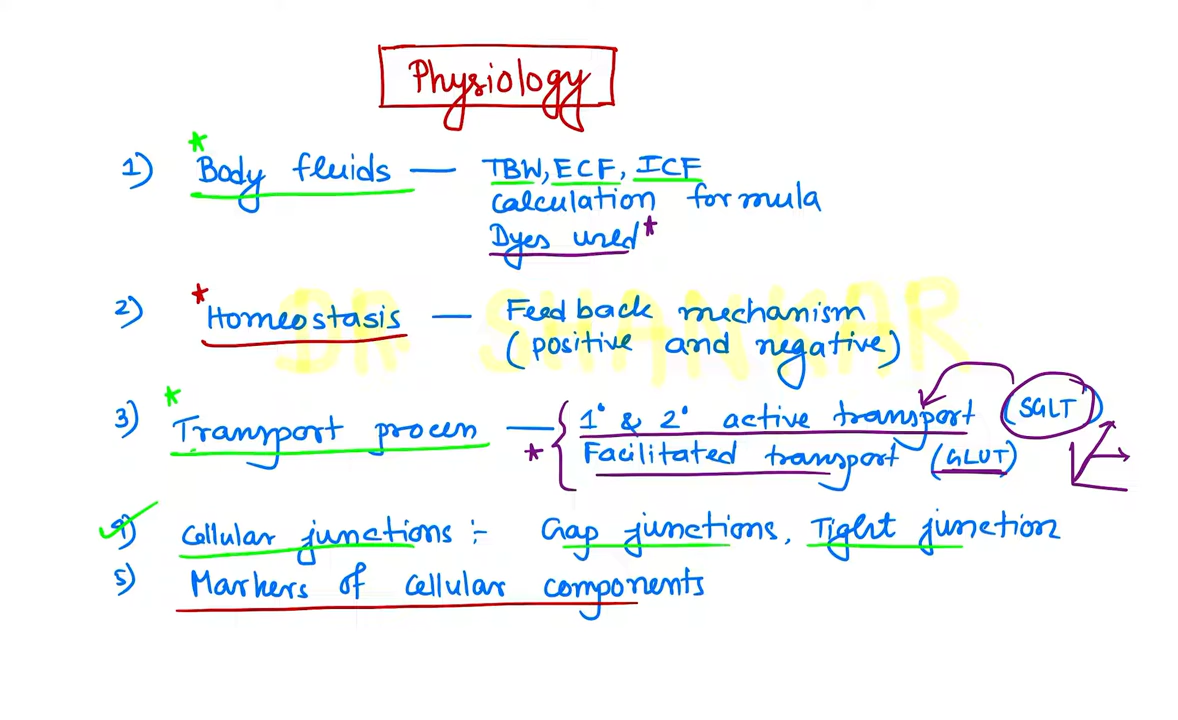 Physiology
1) *Body fluids — TBW, ECF, ICF
calculation formula
Dyes used*
2) *Homeostasis — Feedback mechanism
(positive and negative)
DR SHANKAR
3) *Transport process — * { 1° & 2° active transport (SGLT)
Facilitated transport (GLUT)
4) Cellular junctions :- Gap junctions, Tight junction
5) Markers of cellular components